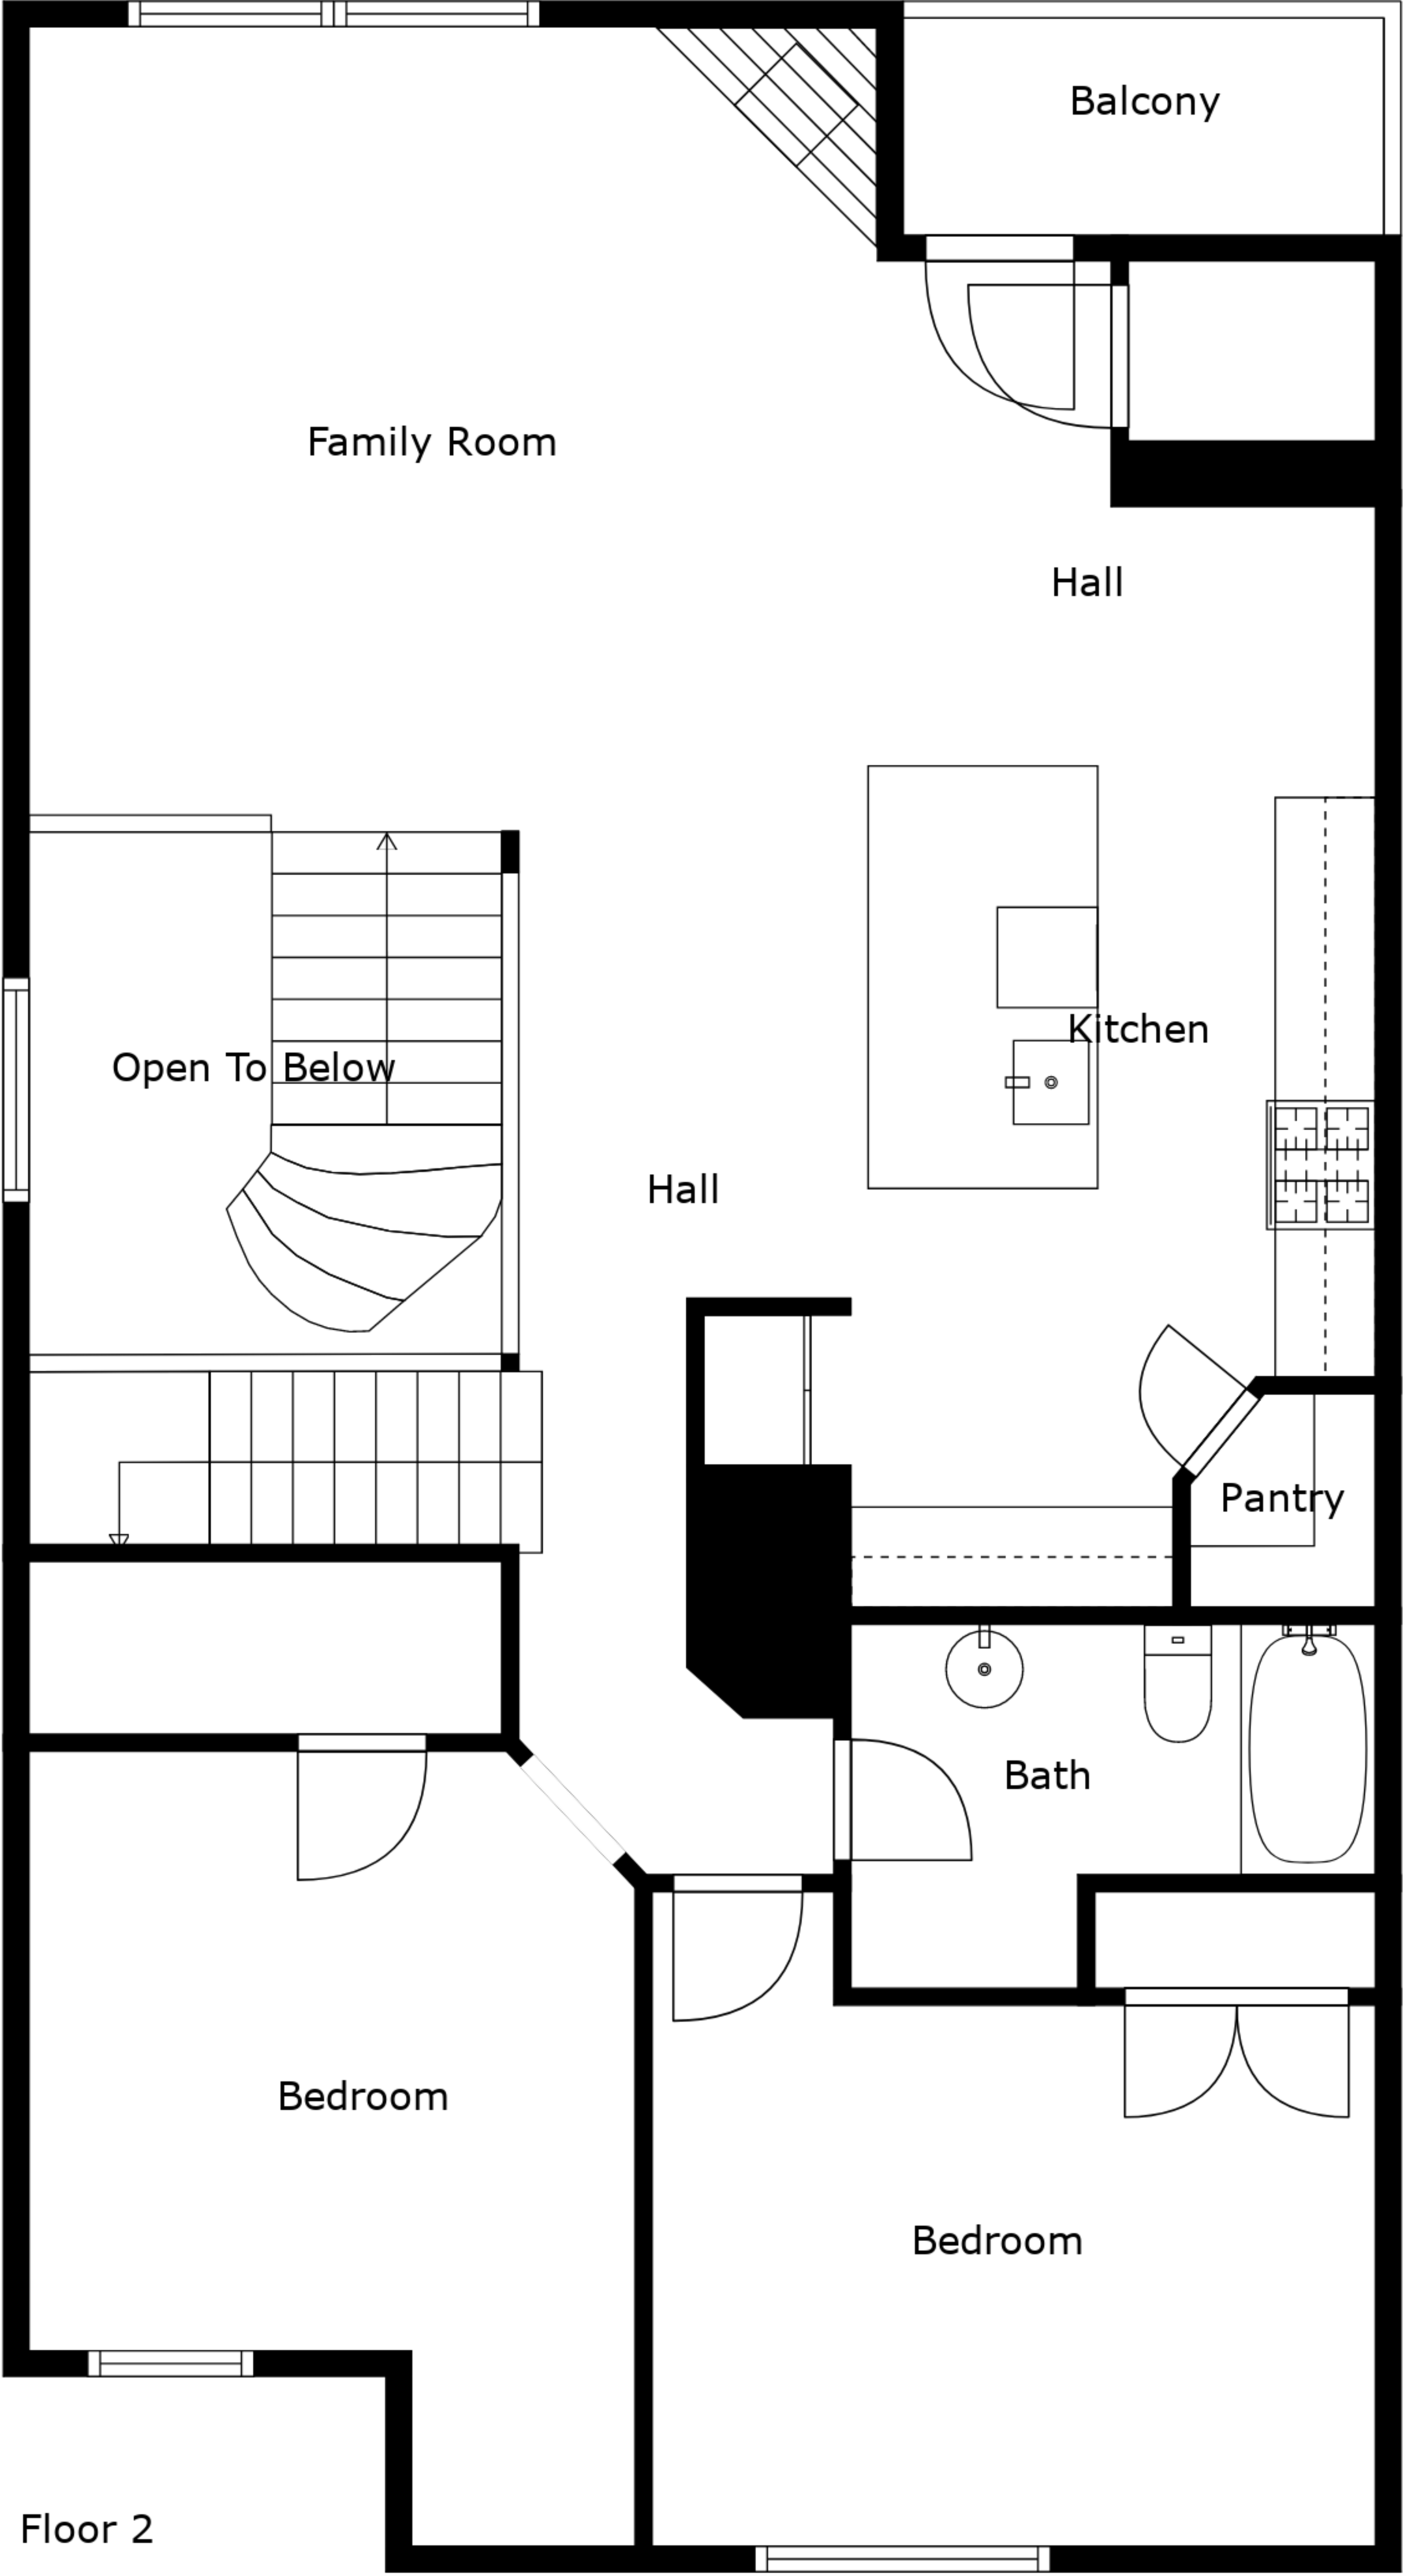 Balcony
Family Room
Hall
Kitchen
Open To Below
Hall
Pantry
Bath
Bedroom
Bedroom
Floor 2